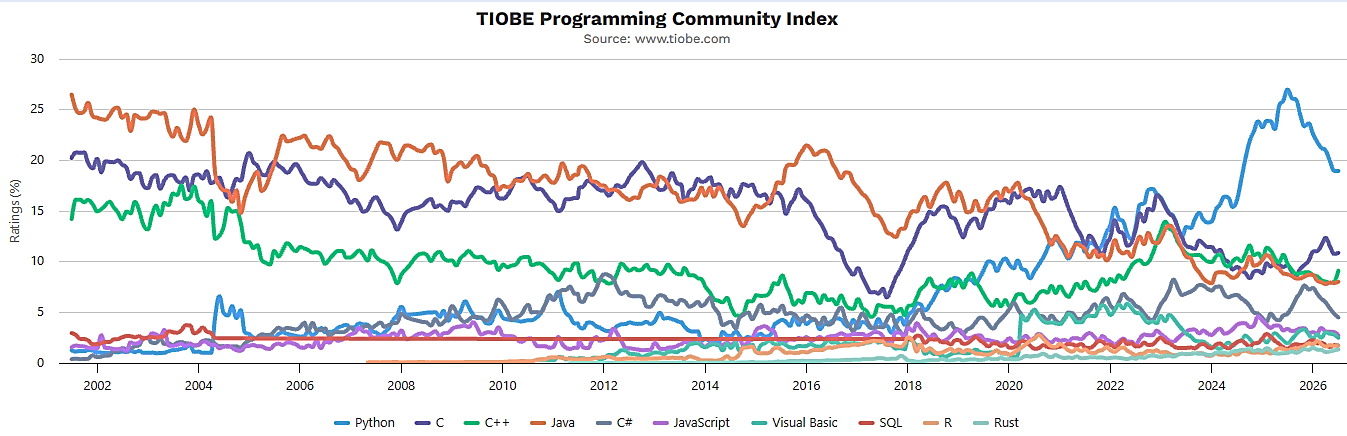 TIOBE Programming Community Index
Source: www.tiobe.com
Ratings (%)
30
25
20
15
10
5
0
2002 2004 2006 2008 2010 2012 2014 2016 2018 2020 2022 2024 2026
Python C C++ Java C# JavaScript Visual Basic SQL R Rust